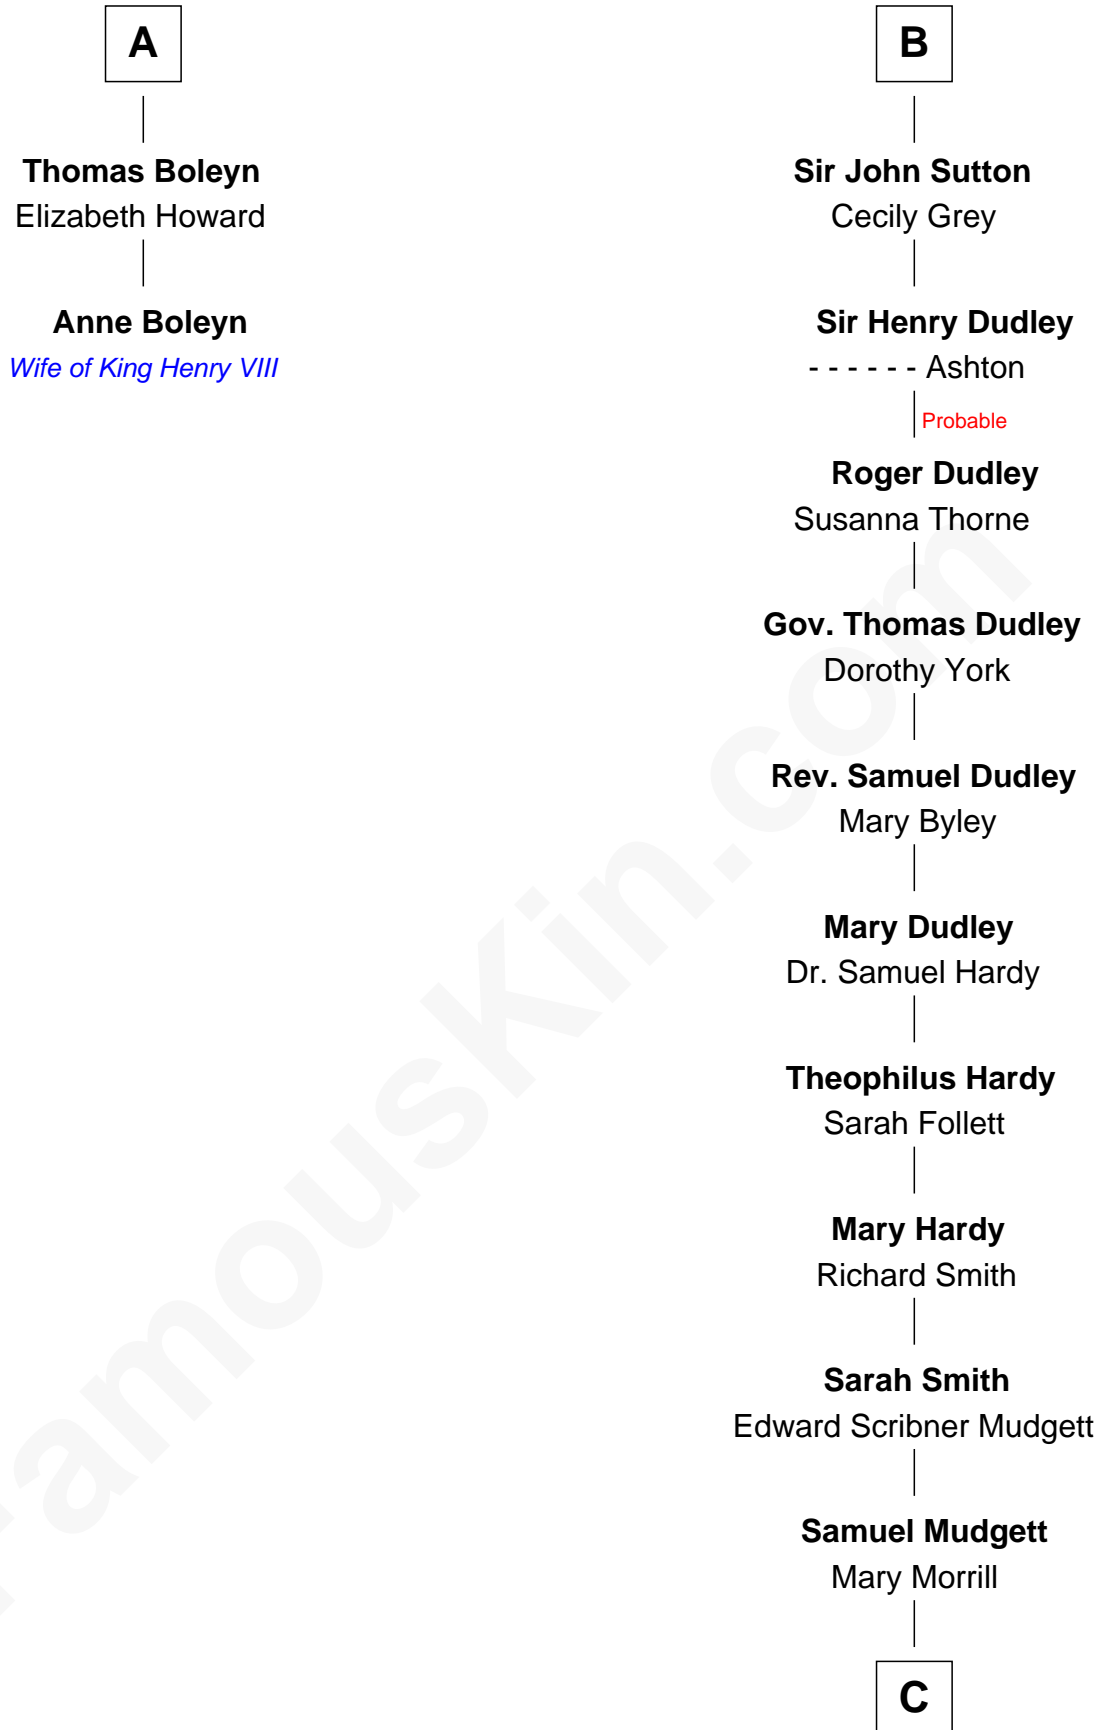 A
Thomas Boleyn
Elizabeth Howard
Anne Boleyn
Wife of King Henry VIII
B
Sir John Sutton
Cecily Grey
Sir Henry Dudley
- - - - - - Ashton
Probable
Roger Dudley
Susanna Thorne
Gov. Thomas Dudley
Dorothy York
Rev. Samuel Dudley
Mary Byley
Mary Dudley
Dr. Samuel Hardy
Theophilus Hardy
Sarah Follett
Mary Hardy
Richard Smith
Sarah Smith
Edward Scribner Mudgett
Samuel Mudgett
Mary Morrill
C
FamousKin.com